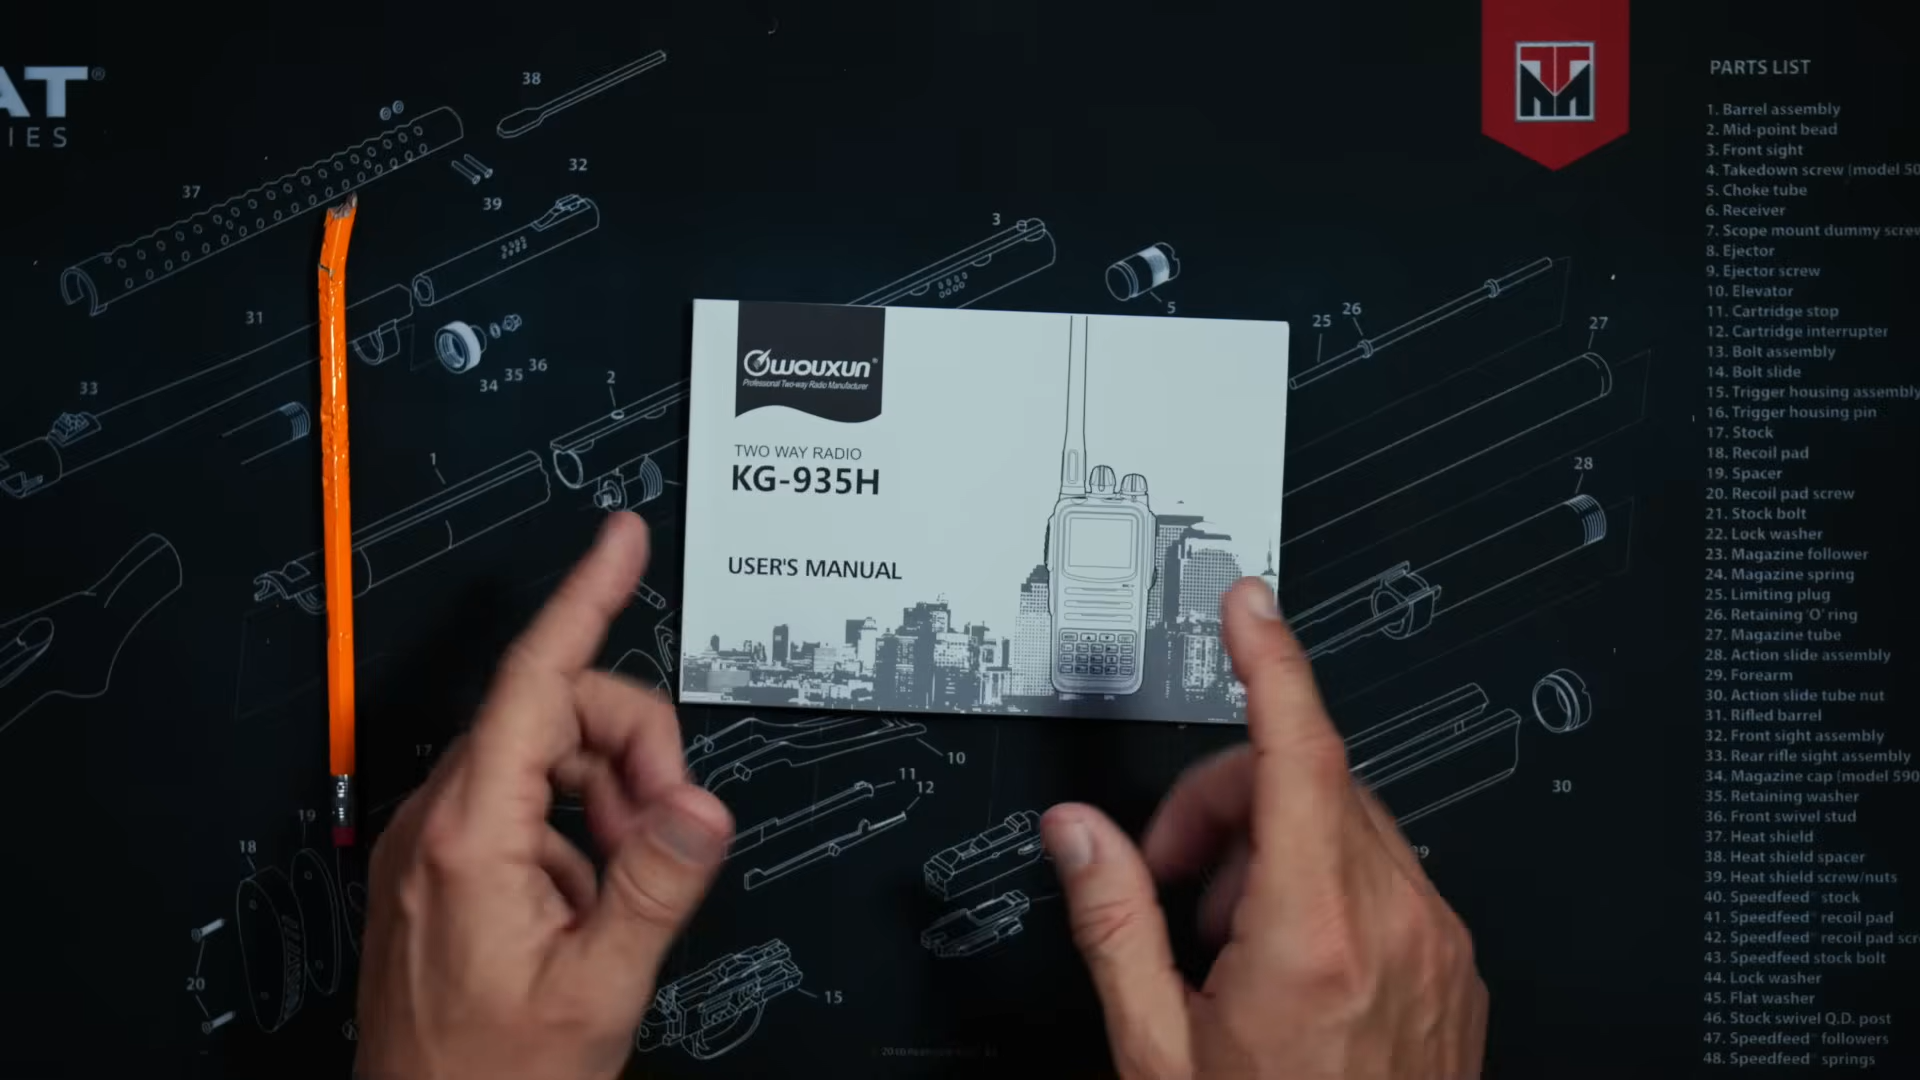 AT®
IES
38
37
32
39
3
31
5
26
25
27
36
35
34
2
33
1
28
WOUXUN®
Professional Two-way Radio Manufacturer
TWO WAY RADIO
KG-935H
USER'S MANUAL
17
10
11
12
30
19
18
20
15
PARTS LIST
1. Barrel assembly
2. Mid-point bead
3. Front sight
4. Takedown screw (model 50
5. Choke tube
6. Receiver
7. Scope mount dummy screw
8. Ejector
9. Ejector screw
10. Elevator
11. Cartridge stop
12. Cartridge interrupter
13. Bolt assembly
14. Bolt slide
15. Trigger housing assembly
16. Trigger housing pin
17. Stock
18. Recoil pad
19. Spacer
20. Recoil pad screw
21. Stock bolt
22. Lock washer
23. Magazine follower
24. Magazine spring
25. Limiting plug
26. Retaining 'O' ring
27. Magazine tube
28. Action slide assembly
29. Forearm
30. Action slide tube nut
31. Rifled barrel
32. Front sight assembly
33. Rear rifle sight assembly
34. Magazine cap (model 590
35. Retaining washer
36. Front swivel stud
37. Heat shield
38. Heat shield spacer
39. Heat shield screw/nuts
40. Speedfeed™ stock
41. Speedfeed™ recoil pad
42. Speedfeed™ recoil pad scr
43. Speedfeed stock bolt
44. Lock washer
45. Flat washer
46. Stock swivel Q.D. post
47. Speedfeed™ followers
48. Speedfeed™ springs